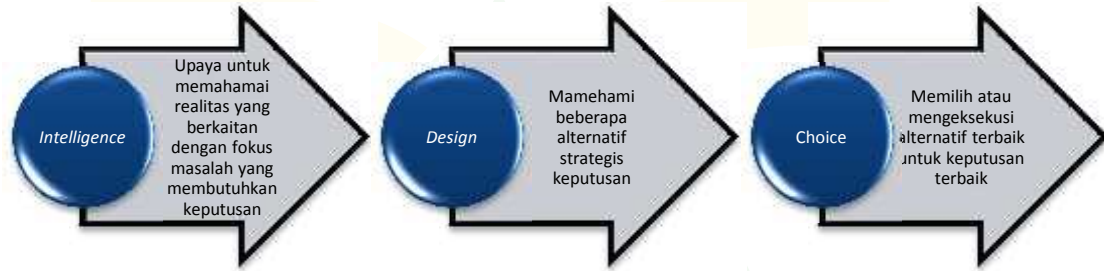 Intelligence
Upaya untuk
memahamai
realitas yang
berkaitan
dengan fokus
masalah yang
membutuhkan
keputusan
Design
Mamehami
beberapa
alternatif
strategis
keputusan
Choice
Memilih atau
mengeksekusi
alternatif terbaik
untuk keputusan
terbaik